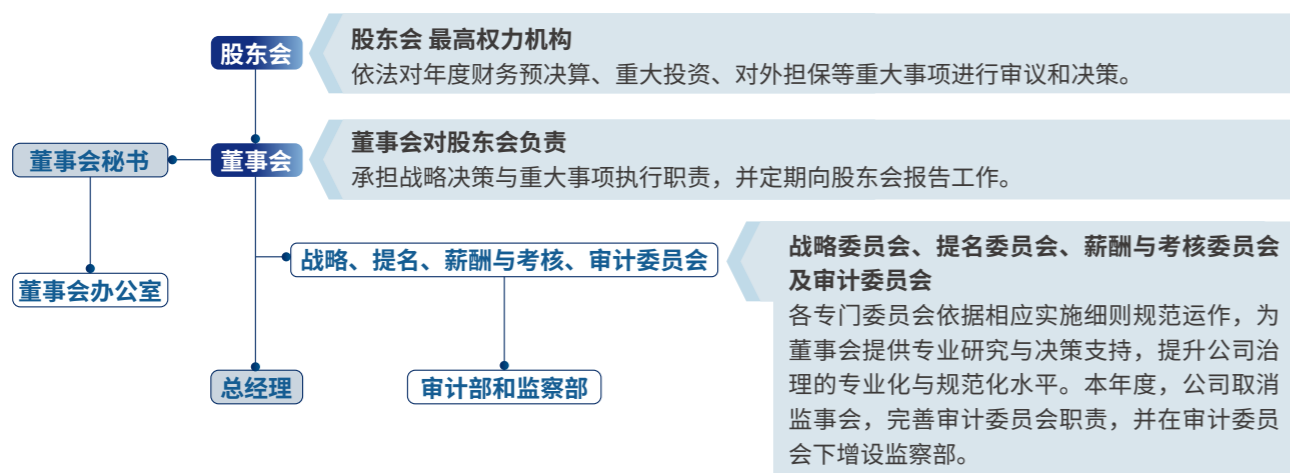 股东会
股东会 最高权力机构
依法对年度财务预决算、重大投资、对外担保等重大事项进行审议和决策。
董事会秘书
董事会
董事会对股东会负责
承担战略决策与重大事项执行职责，并定期向股东会报告工作。
董事会办公室
战略、提名、薪酬与考核、审计委员会
战略委员会、提名委员会、薪酬与考核委员会
及审计委员会
各专门委员会依据相应实施细则规范运作，为
董事会提供专业研究与决策支持，提升公司治
理的专业化与规范化水平。本年度，公司取消
监事会，完善审计委员会职责，并在审计委员
会下增设监察部。
总经理
审计部和监察部